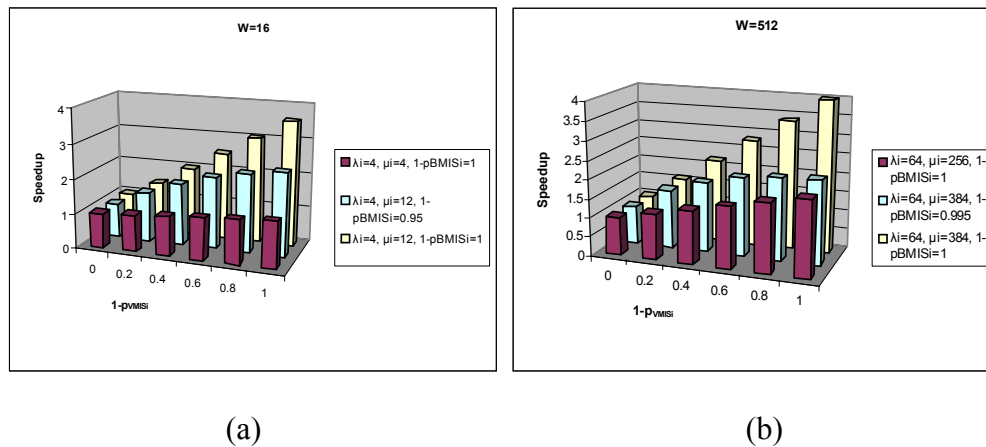 W=16
4
3
2
1
0
Speedup
0
0.2
0.4
0.6
0.8
1
1-pVMISi
λi=4, μi=4, 1-pBMISi=1
λi=4, μi=12, 1-
pBMISi=0.95
λi=4, μi=12, 1-pBMISi=1
(a)
W=512
4
3.5
3
2.5
2
1.5
1
0.5
0
Speedup
0
0.2
0.4
0.6
0.8
1
1-pVMISi
λi=64, μi=256, 1-
pBMISi=1
λi=64, μi=384, 1-
pBMISi=0.995
λi=64, μi=384, 1-
pBMISi=1
(b)